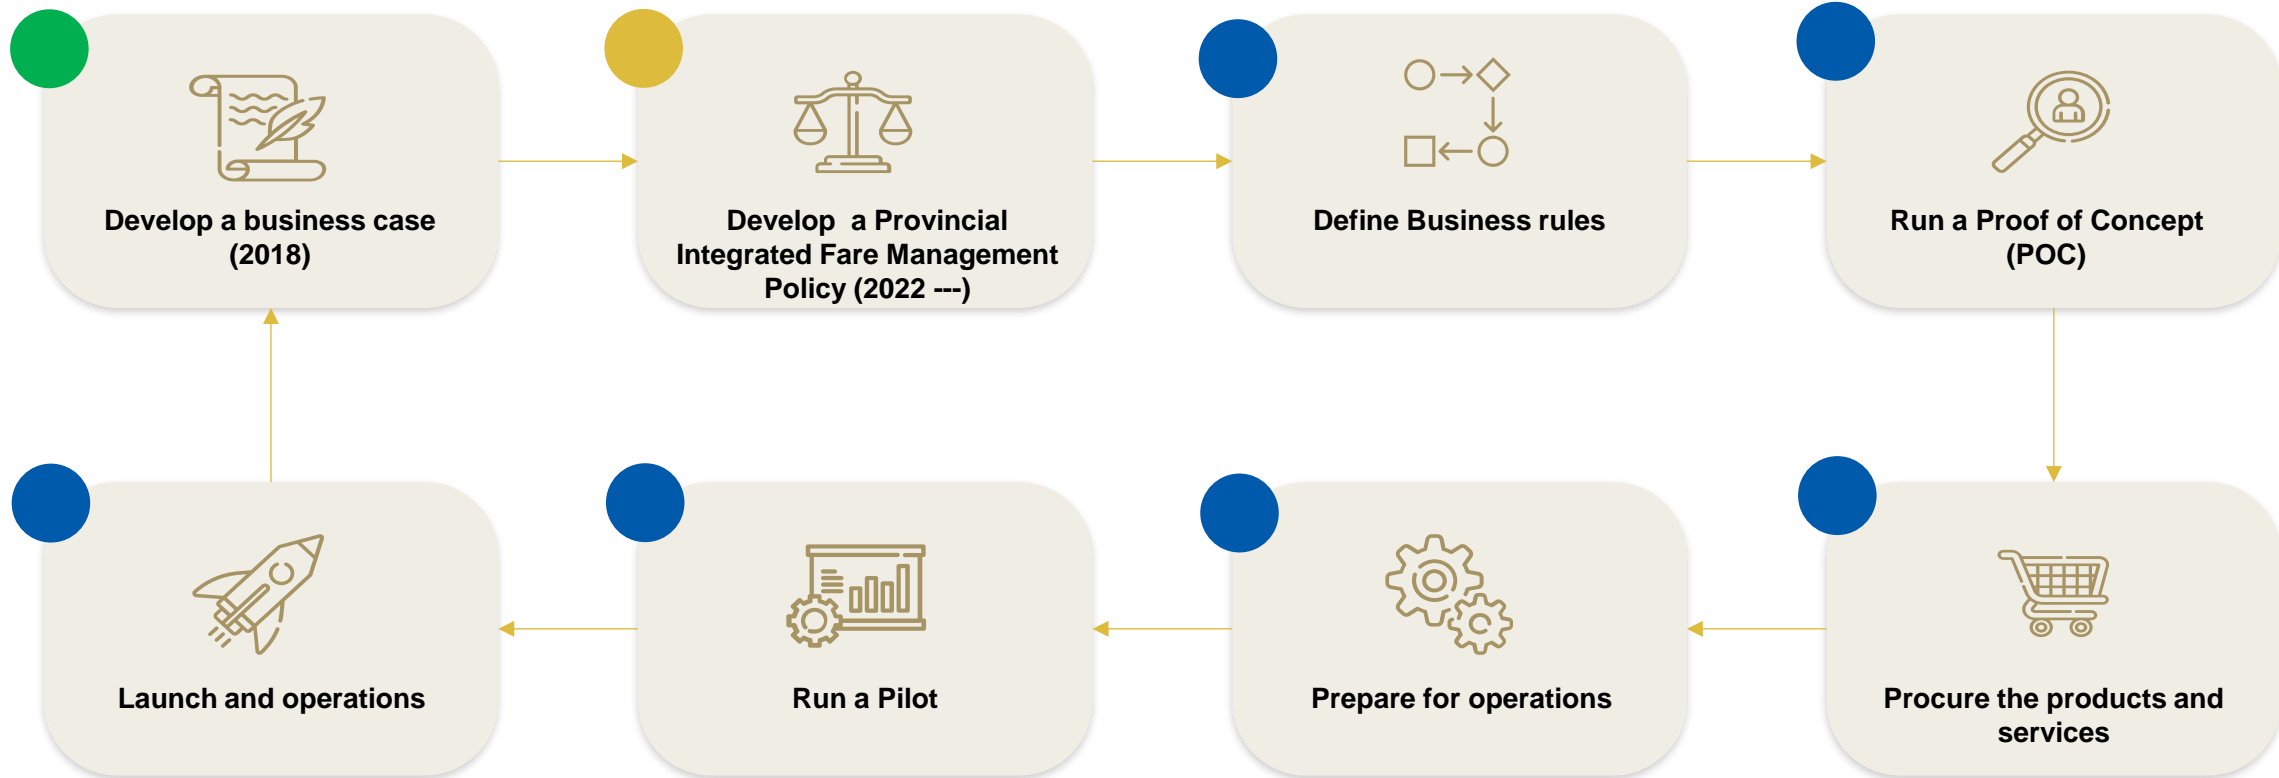 Develop a business case
(2018)
Develop  a Provincial
Integrated Fare Management
Policy (2022 ---)
Define Business rules
Run a Proof of Concept
(POC)
Launch and operations
Run a Pilot
Prepare for operations
Procure the products and
services